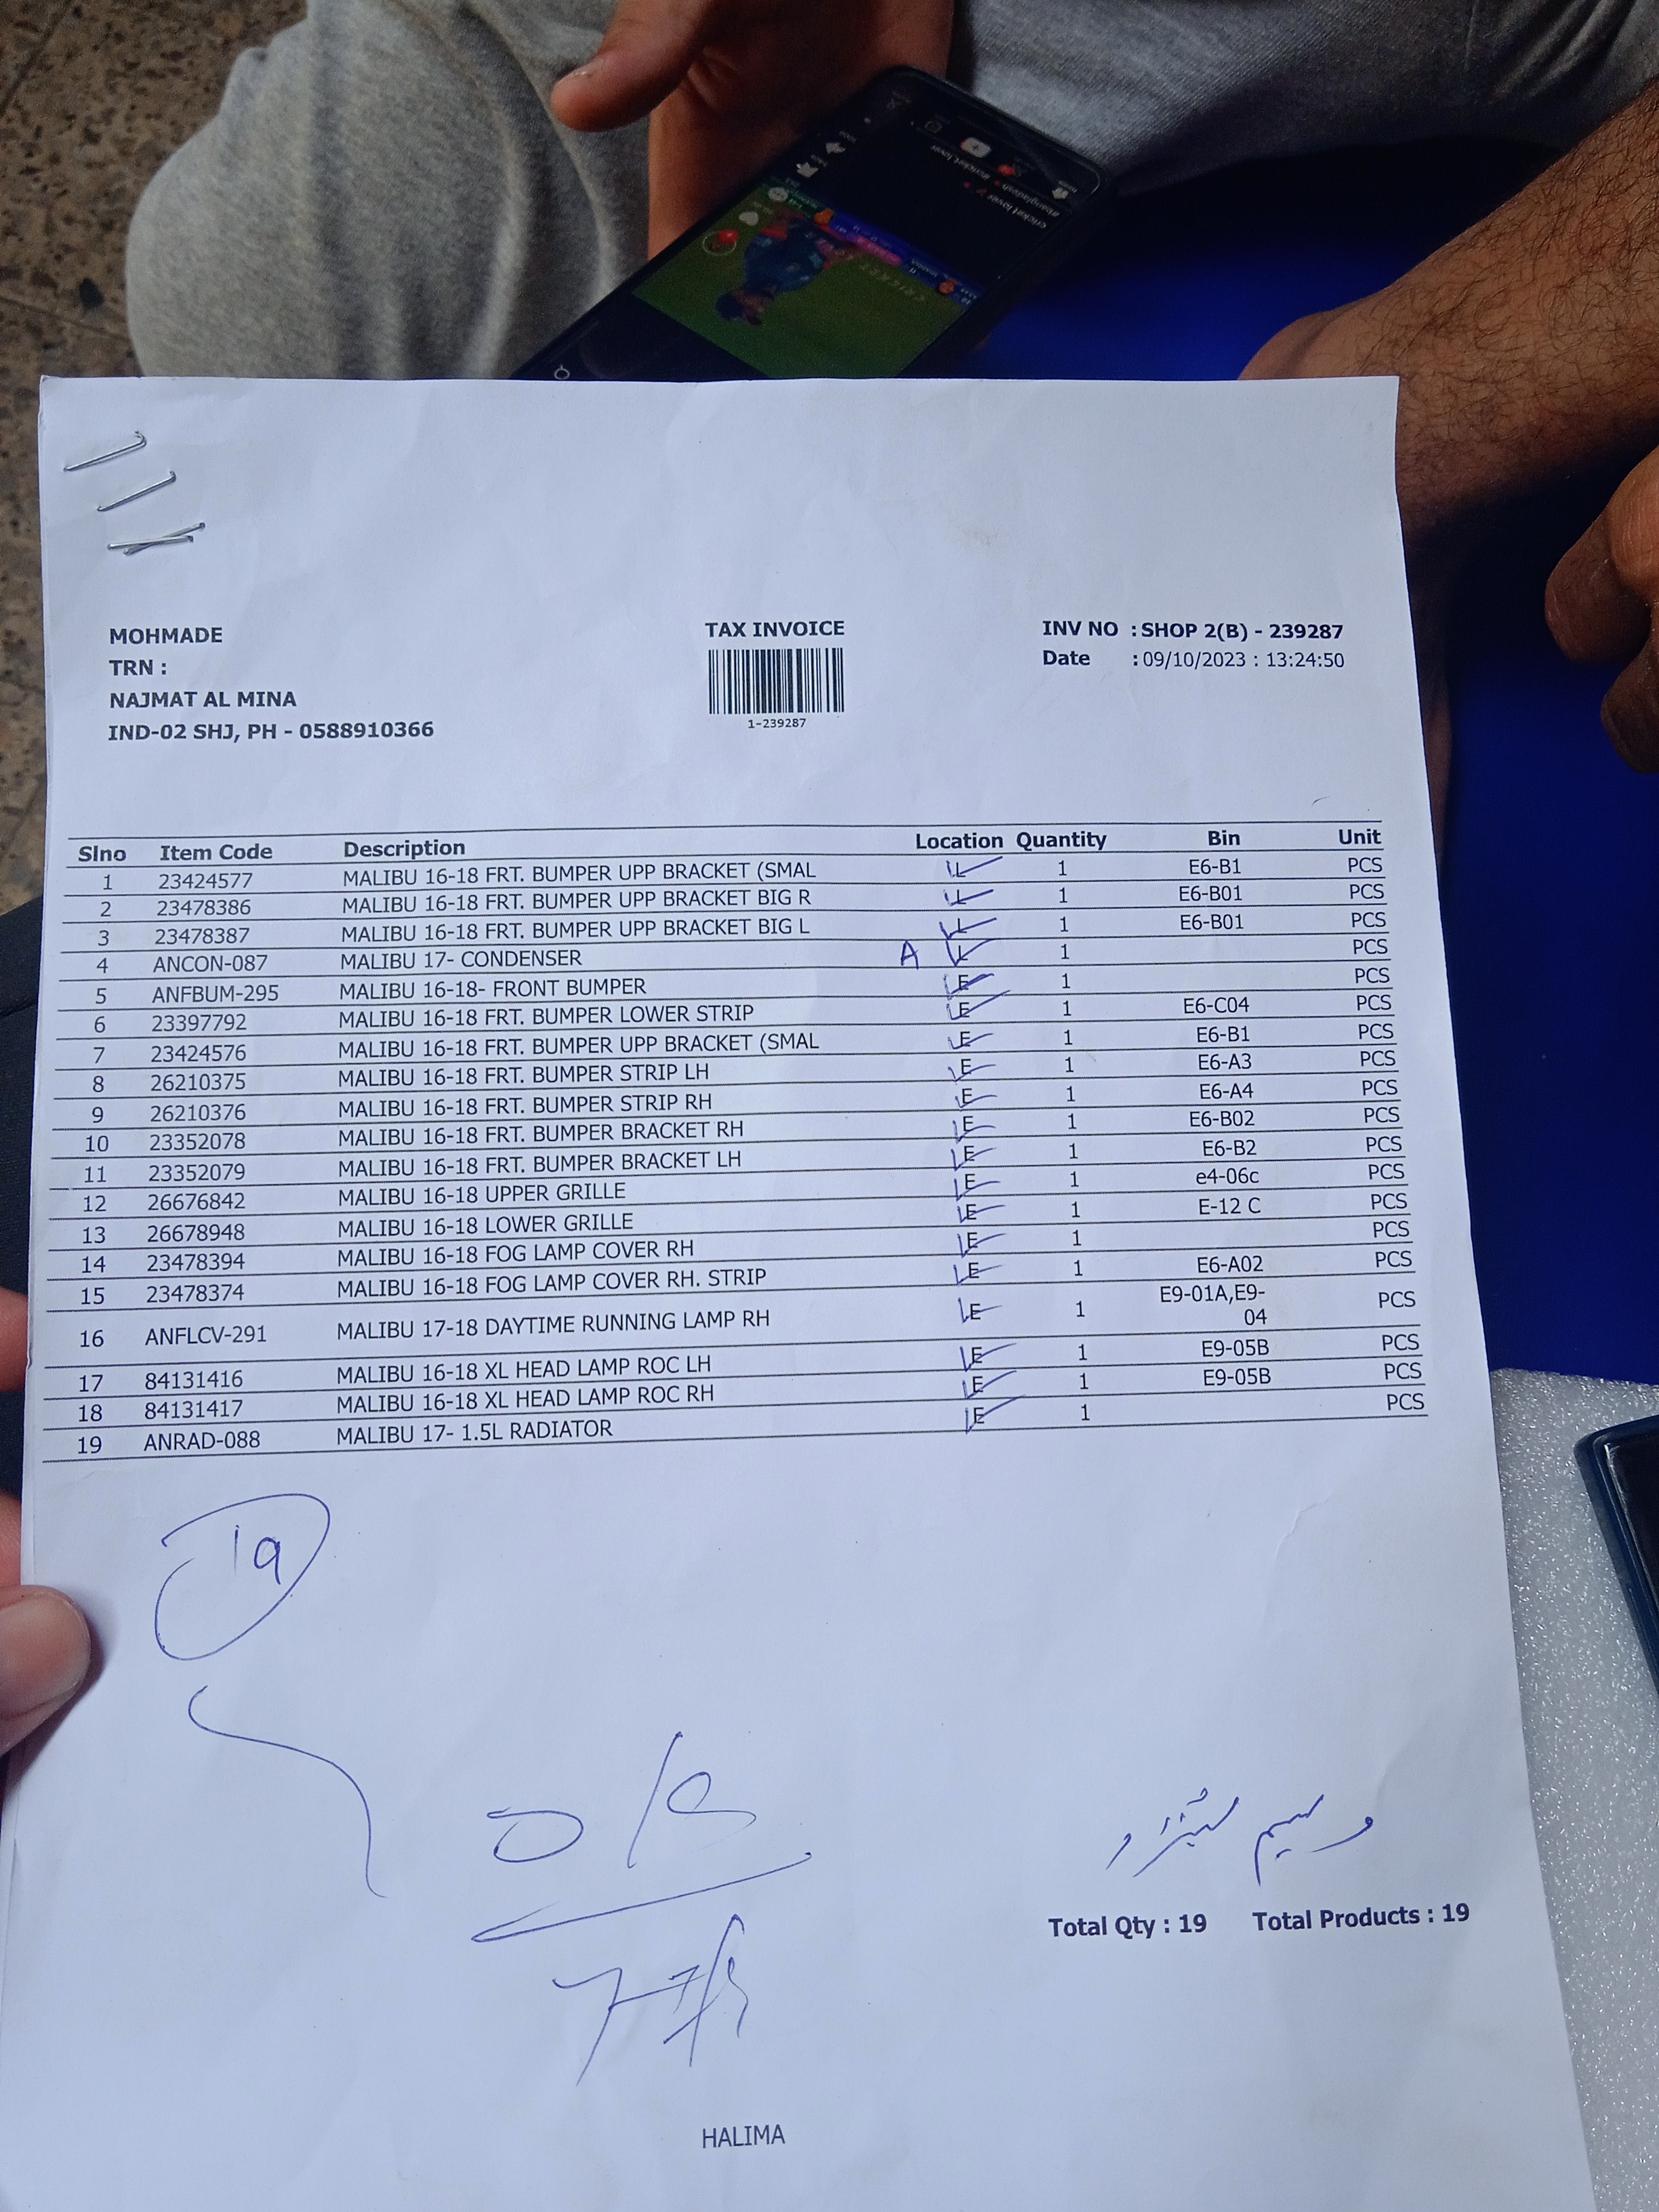 MOHMADE
TRN :
NAJMAT AL MINA
IND-02 SHJ, PH - 0588910366
TAX INVOICE
1-239287
INV NO : SHOP 2(B) - 239287
Date : 09/10/2023 : 13:24:50
Slno Item Code Description Location Quantity Bin Unit
1 23424577 MALIBU 16-18 FRT. BUMPER UPP BRACKET (SMAL 1 E6-B1 PCS
2 23478386 MALIBU 16-18 FRT. BUMPER UPP BRACKET BIG R 1 E6-B01 PCS
3 23478387 MALIBU 16-18 FRT. BUMPER UPP BRACKET BIG L 1 E6-B01 PCS
4 ANCON-087 MALIBU 17- CONDENSER A 1 PCS
5 ANFBUM-295 MALIBU 16-18- FRONT BUMPER E 1 PCS
6 23397792 MALIBU 16-18 FRT. BUMPER LOWER STRIP E 1 E6-C04 PCS
7 23424576 MALIBU 16-18 FRT. BUMPER UPP BRACKET (SMAL E 1 E6-B1 PCS
8 26210375 MALIBU 16-18 FRT. BUMPER STRIP LH E 1 E6-A3 PCS
9 26210376 MALIBU 16-18 FRT. BUMPER STRIP RH E 1 E6-A4 PCS
10 23352078 MALIBU 16-18 FRT. BUMPER BRACKET RH E 1 E6-B02 PCS
11 23352079 MALIBU 16-18 FRT. BUMPER BRACKET LH E 1 E6-B2 PCS
12 26676842 MALIBU 16-18 UPPER GRILLE E 1 e4-06c PCS
13 26678948 MALIBU 16-18 LOWER GRILLE E 1 E-12 C PCS
14 23478394 MALIBU 16-18 FOG LAMP COVER RH E 1 PCS
15 23478374 MALIBU 16-18 FOG LAMP COVER RH. STRIP E 1 E6-A02 PCS
16 ANFLCV-291 MALIBU 17-18 DAYTIME RUNNING LAMP RH E 1 E9-01A,E9-04 PCS
17 84131416 MALIBU 16-18 XL HEAD LAMP ROC LH E 1 E9-05B PCS
18 84131417 MALIBU 16-18 XL HEAD LAMP ROC RH E 1 E9-05B PCS
19 ANRAD-088 MALIBU 17- 1.5L RADIATOR E 1 PCS
19
Total Qty : 19 Total Products : 19
HALIMA